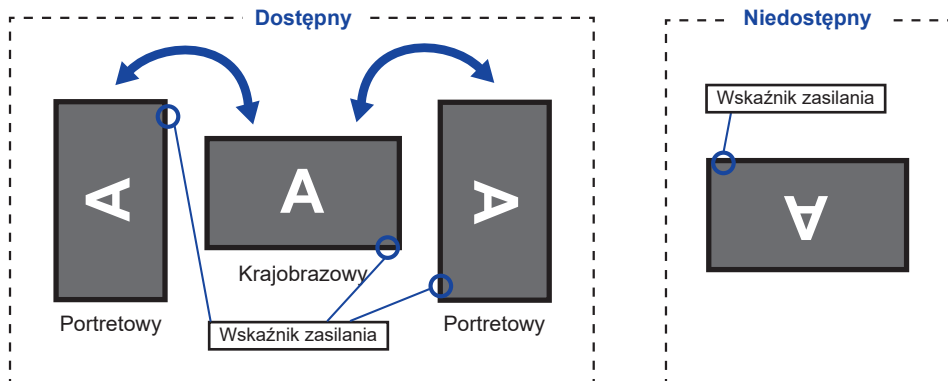 Dostępny
Niedostępny
Wskaźnik zasilania
A
A
A
A
Krajobrazowy
Portretowy
Wskaźnik zasilania
Portretowy